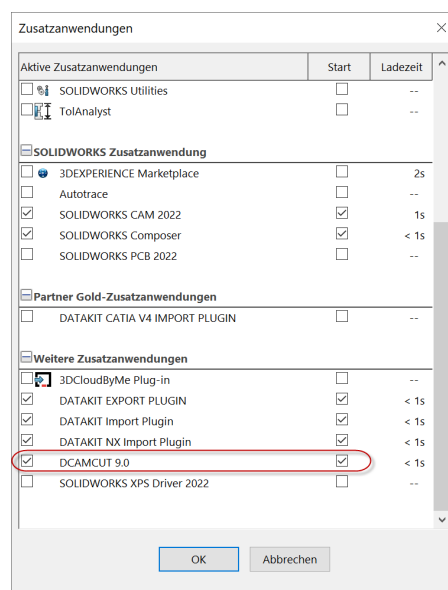 Zusatzanwendungen
Aktive Zusatzanwendungen Start Ladezeit
SOLIDWORKS Utilities --
TolAnalyst --
SOLIDWORKS Zusatzanwendung
3DEXPERIENCE Marketplace 2s
Autotrace --
SOLIDWORKS CAM 2022 1s
SOLIDWORKS Composer < 1s
SOLIDWORKS PCB 2022 --
Partner Gold-Zusatzanwendungen
DATAKIT CATIA V4 IMPORT PLUGIN --
Weitere Zusatzanwendungen
3DCloudByMe Plug-in --
DATAKIT EXPORT PLUGIN < 1s
DATAKIT Import Plugin < 1s
DATAKIT NX Import Plugin < 1s
DCAMCUT 9.0 < 1s
SOLIDWORKS XPS Driver 2022 --
OK Abbrechen